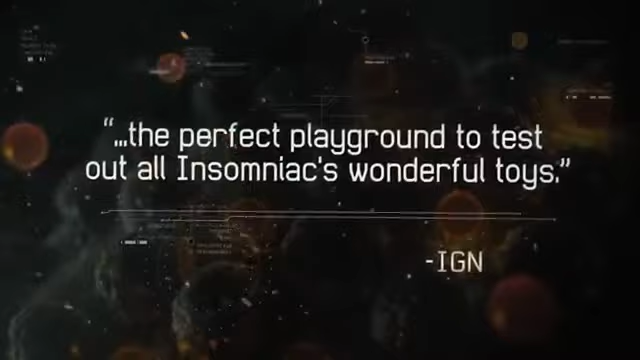 “...the perfect playground to test
out all Insomniac's wonderful toys.”
-IGN